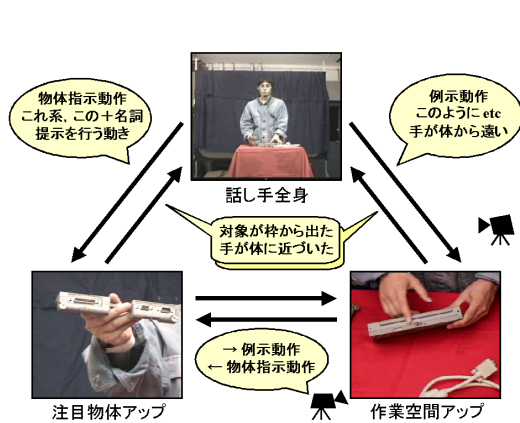 物体指示動作
これ系、この＋名詞
提示を行う動き
例示動作
このように etc
手が体から遠い
話し手全身
対象が枠から出た
手が体に近づいた
→ 例示動作
← 物体指示動作
注目物体アップ
作業空間アップ